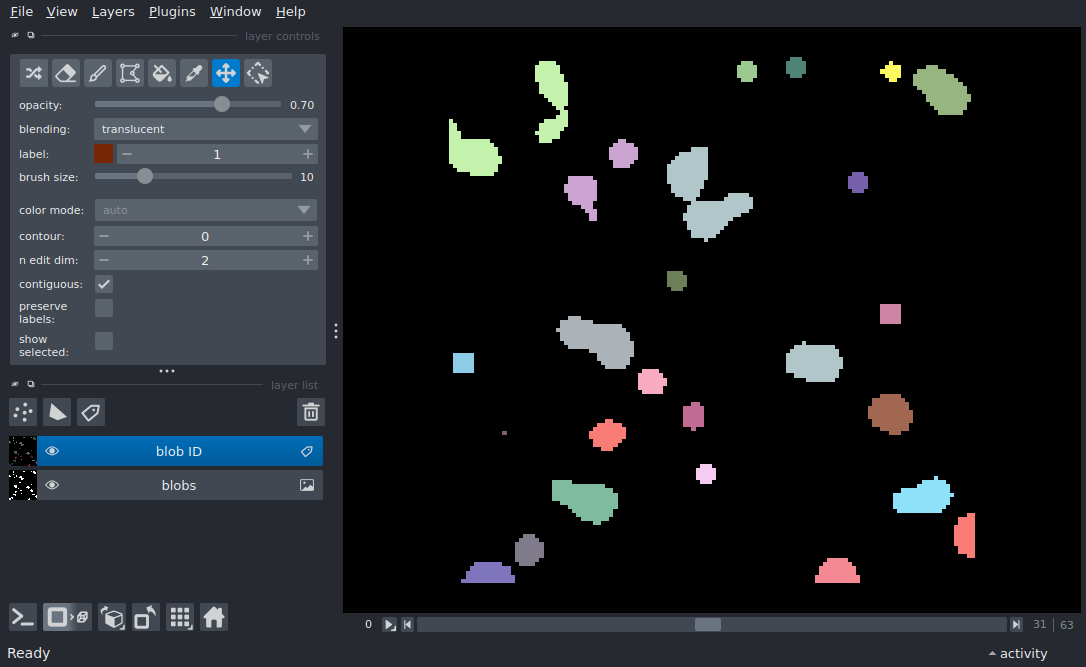 File View Layers Plugins Window Help
layer controls
opacity: 0.70
blending: translucent
label: 1
brush size: 10
color mode: auto
contour: 0
n edit dim: 2
contiguous:
preserve
labels:
show
selected:
layer list
blob ID
blobs
0 31 63
Ready activity